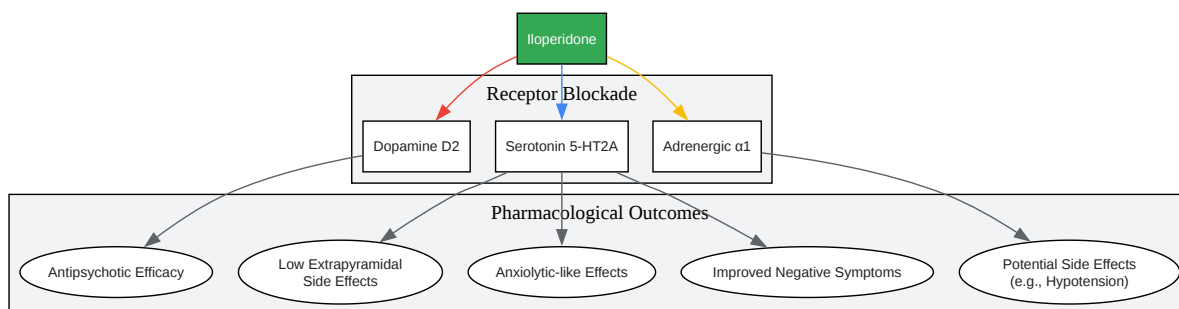 Iloperidone
Receptor Blockade
Dopamine D2
Serotonin 5-HT2A
Adrenergic α1
Pharmacological Outcomes
Antipsychotic Efficacy
Low Extrapyramidal
Side Effects
Anxiolytic-like Effects
Improved Negative Symptoms
Potential Side Effects
(e.g., Hypotension)